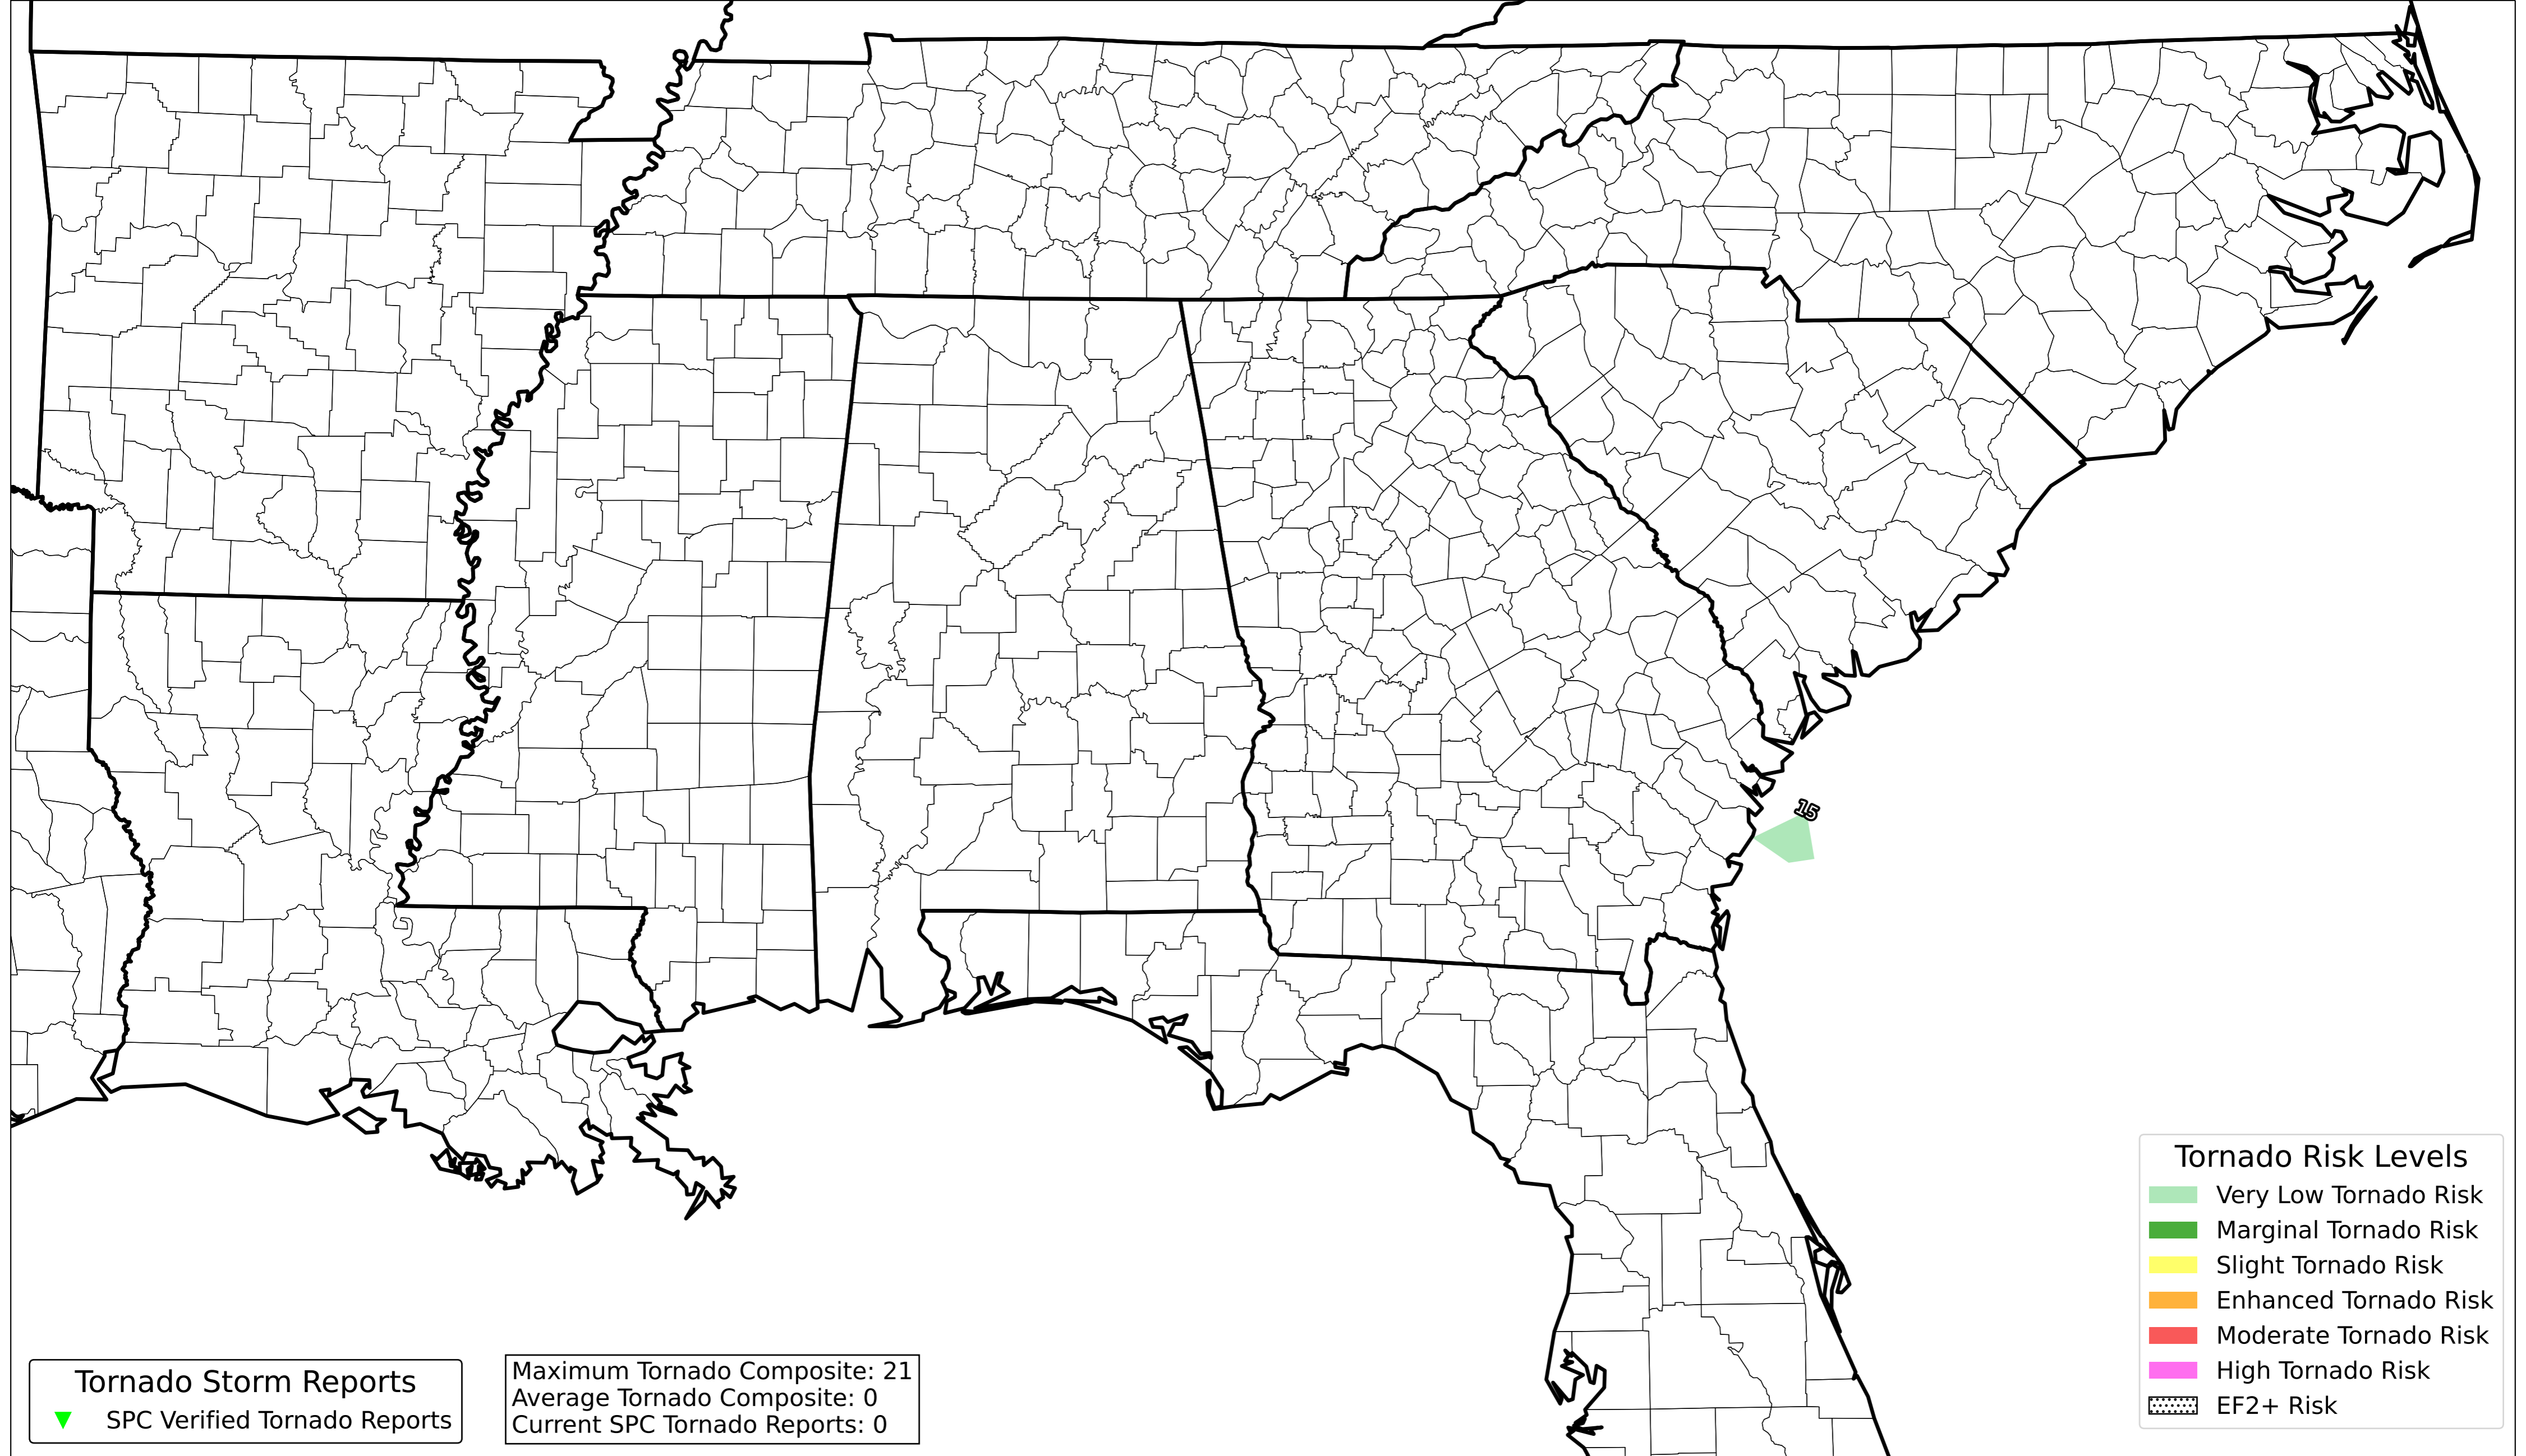 15
Tornado Risk Levels
Very Low Tornado Risk
Marginal Tornado Risk
Slight Tornado Risk
Enhanced Tornado Risk
Moderate Tornado Risk
High Tornado Risk
EF2+ Risk
Tornado Storm Reports
SPC Verified Tornado Reports
Maximum Tornado Composite: 21
Average Tornado Composite: 0
Current SPC Tornado Reports: 0